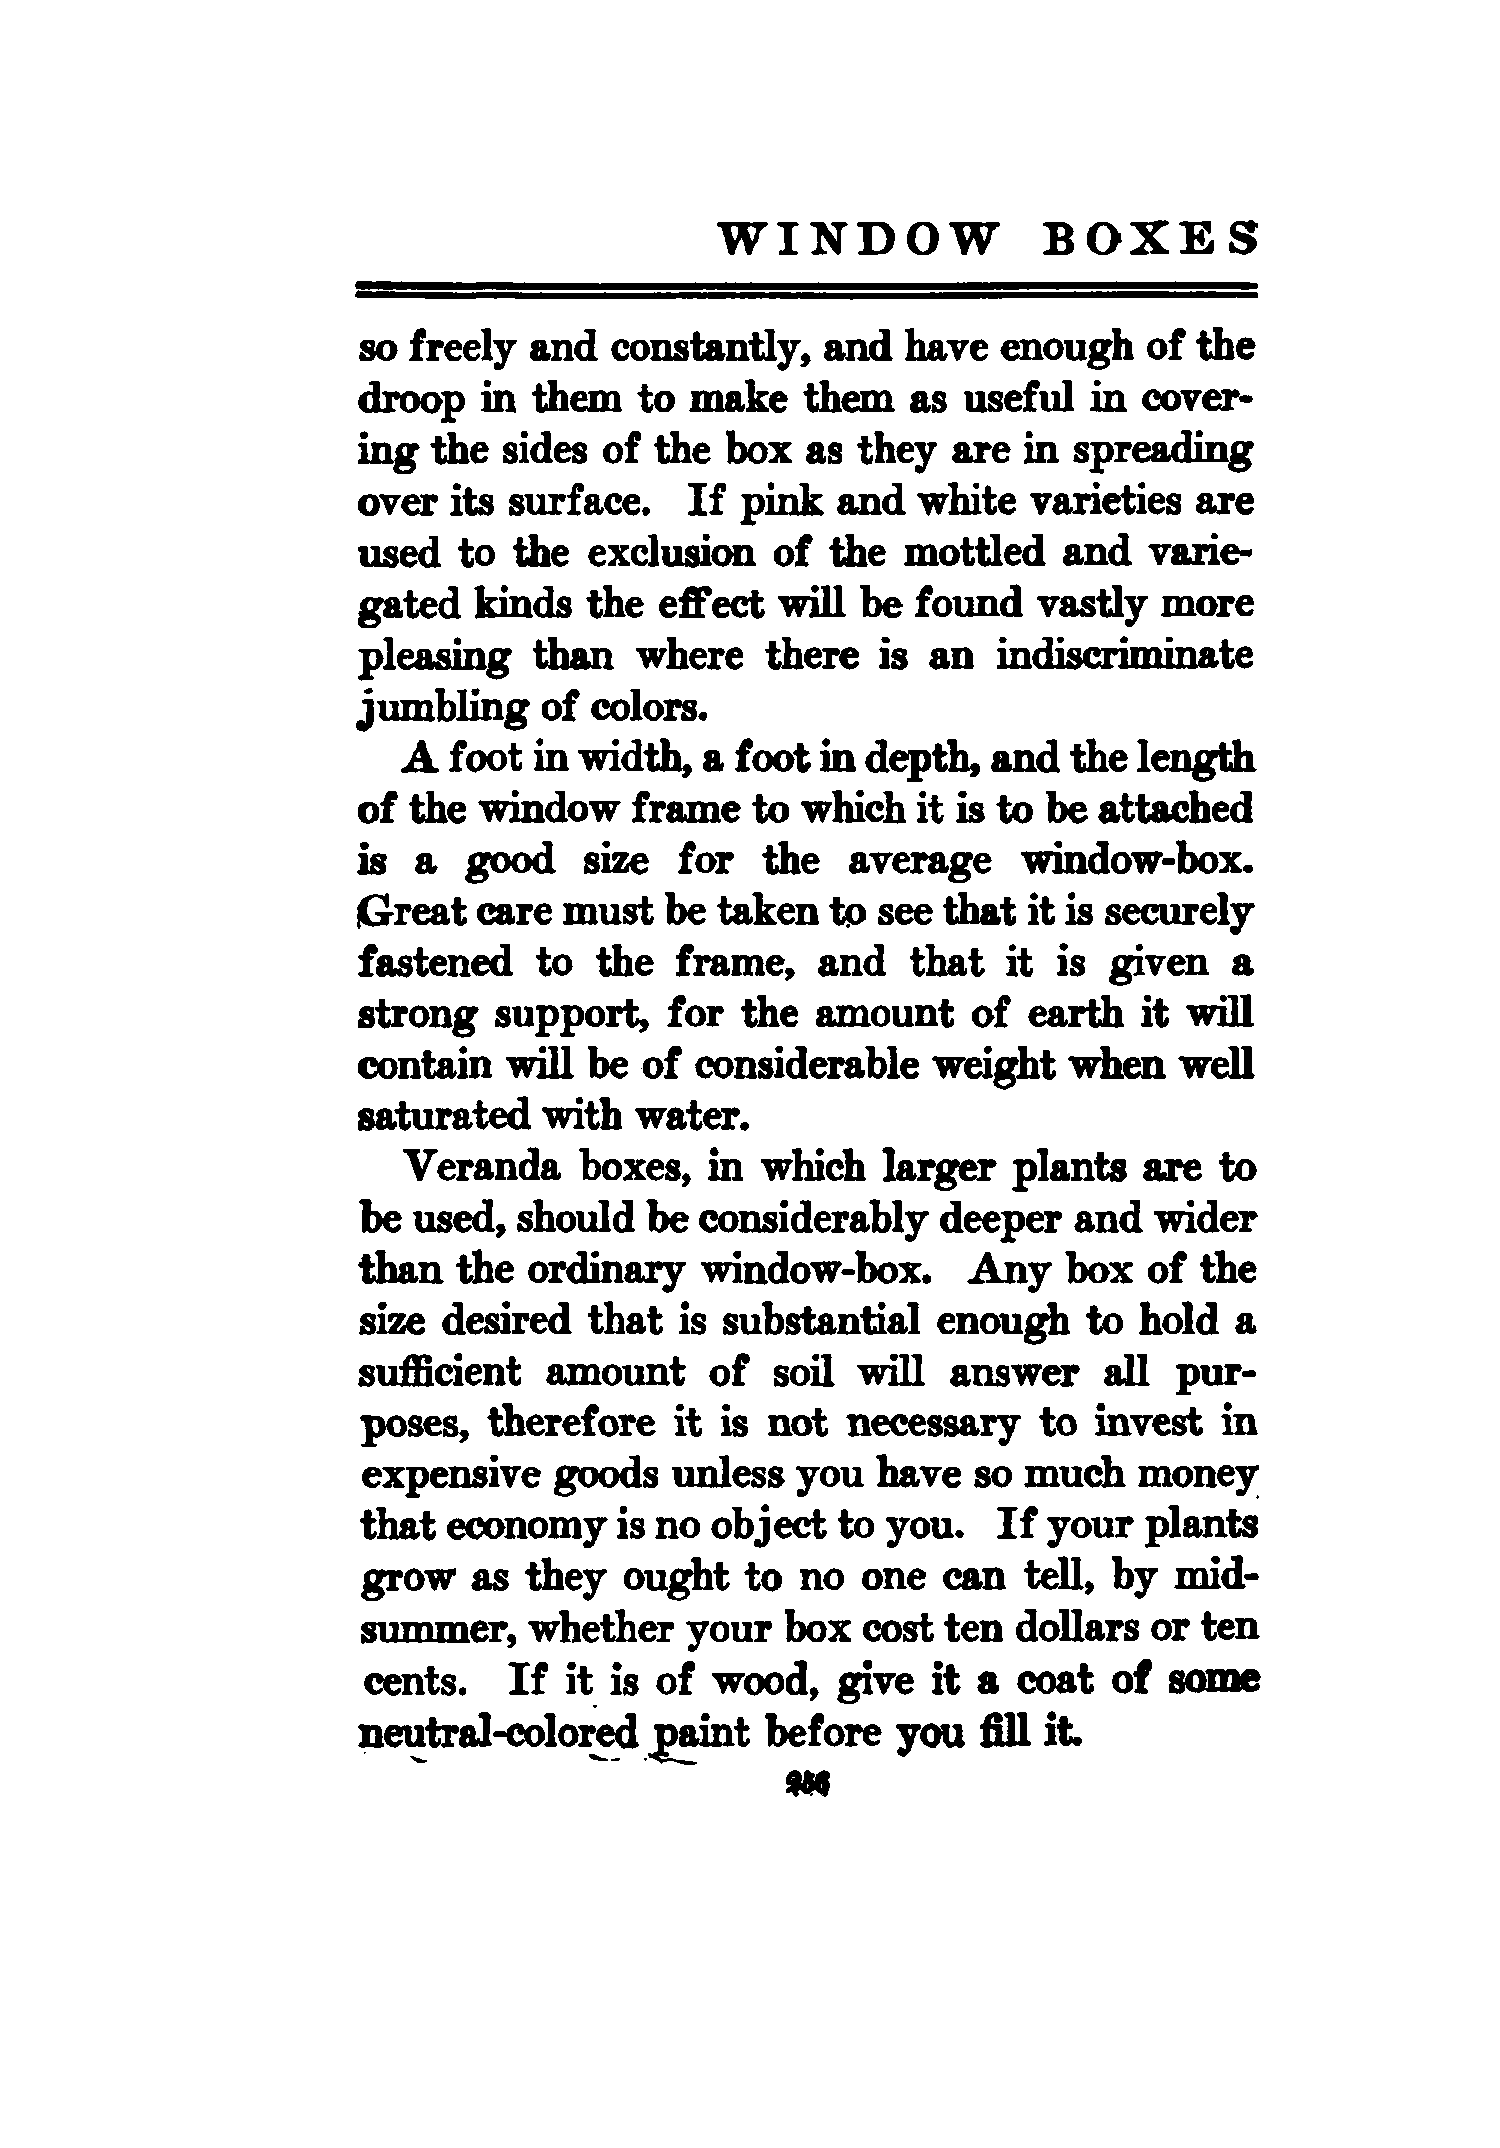 WINDOW BOXES
so freely and constantly, and have enough of the
droop in them to make them as useful in cover-
ing the sides of the box as they are in spreading
over its surface. If pink and white varieties are
used to the exclusion of the mottled and varie-
gated kinds the effect will be found vastly more
pleasing than where there is an indiscriminate
jumbling of colors.
A foot in width, a foot in depth, and the length
of the window frame to which it is to be attached
is a good size for the average window-box.
Great care must be taken to see that it is securely
fastened to the frame, and that it is given a
strong support, for the amount of earth it will
contain will be of considerable weight when well
saturated with water.
Veranda boxes, in which larger plants are to
be used, should be considerably deeper and wider
than the ordinary window-box. Any box of the
size desired that is substantial enough to hold a
sufficient amount of soil will answer all pur-
poses, therefore it is not necessary to invest in
expensive goods unless you have so much money
that economy is no object to you. If your plants
grow as they ought to no one can tell, by mid-
summer, whether your box cost ten dollars or ten
cents. If it is of wood, give it a coat of some
neutral-colored paint before you fill it.